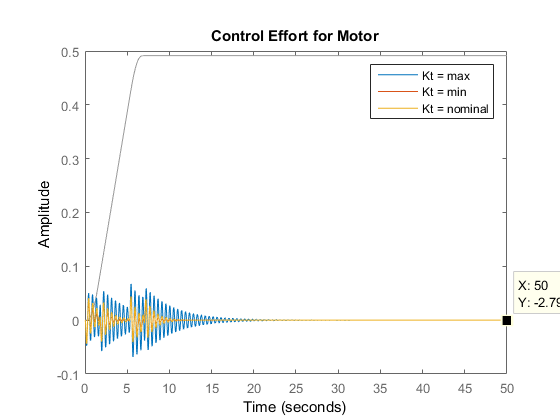 Control Effort for Motor
0.5
0.4
0.3
0.2
0.1
0
-0.1
Amplitude
Kt = max
Kt = min
Kt = nominal
X: 50
Y: -2.79
0 5 10 15 20 25 30 35 40 45 50
Time (seconds)